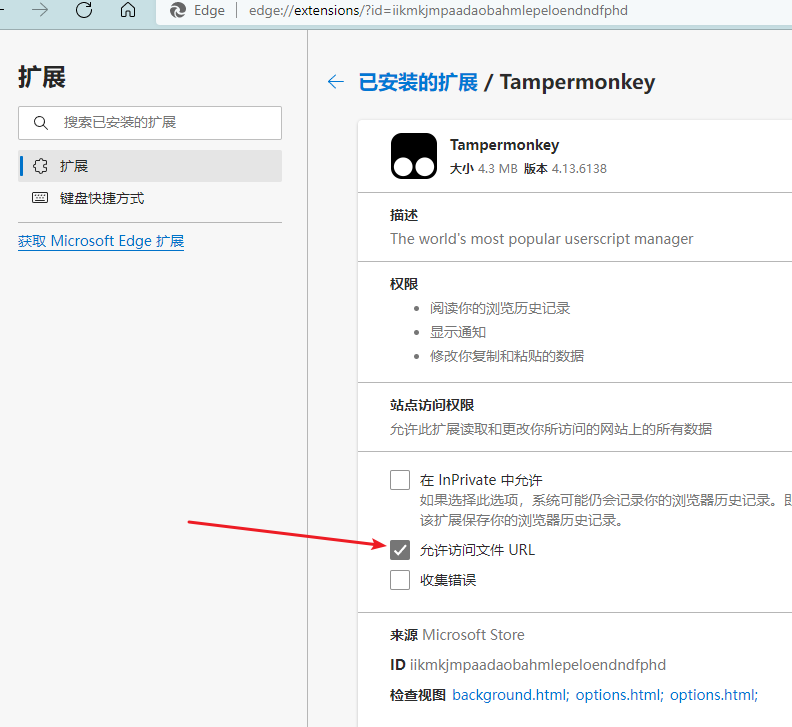 Edge edge://extensions/?id=iikmkjmpaadaobahmlepeloendndfphd
扩展
搜索已安装的扩展
扩展
键盘快捷方式
获取 Microsoft Edge 扩展
已安装的扩展 / Tampermonkey
Tampermonkey
大小 4.3 MB 版本 4.13.6138
描述
The world's most popular userscript manager
权限
阅读你的浏览历史记录
显示通知
修改你复制和粘贴的数据
站点访问权限
允许此扩展读取和更改你所访问的网站上的所有数据
在 InPrivate 中允许
如果选择此选项，系统可能仍会记录你的浏览器历史记录。
该扩展保存你的浏览器历史记录。
允许访问文件 URL
收集错误
来源 Microsoft Store
ID iikmkjmpaadaobahmlepeloendndfphd
检查视图 background.html; options.html; options.html;